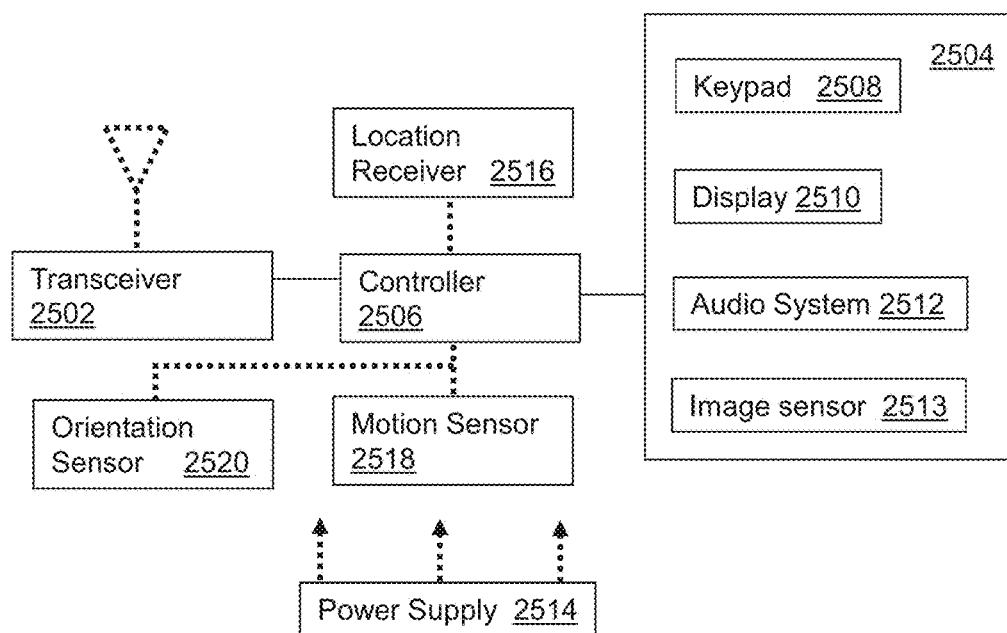 2504
Keypad 2508
Location
Receiver 2516
Display 2510
Transceiver
2502
Controller
2506
Audio System 2512
Image sensor 2513
Orientation
Sensor 2520
Motion Sensor
2518
Power Supply 2514